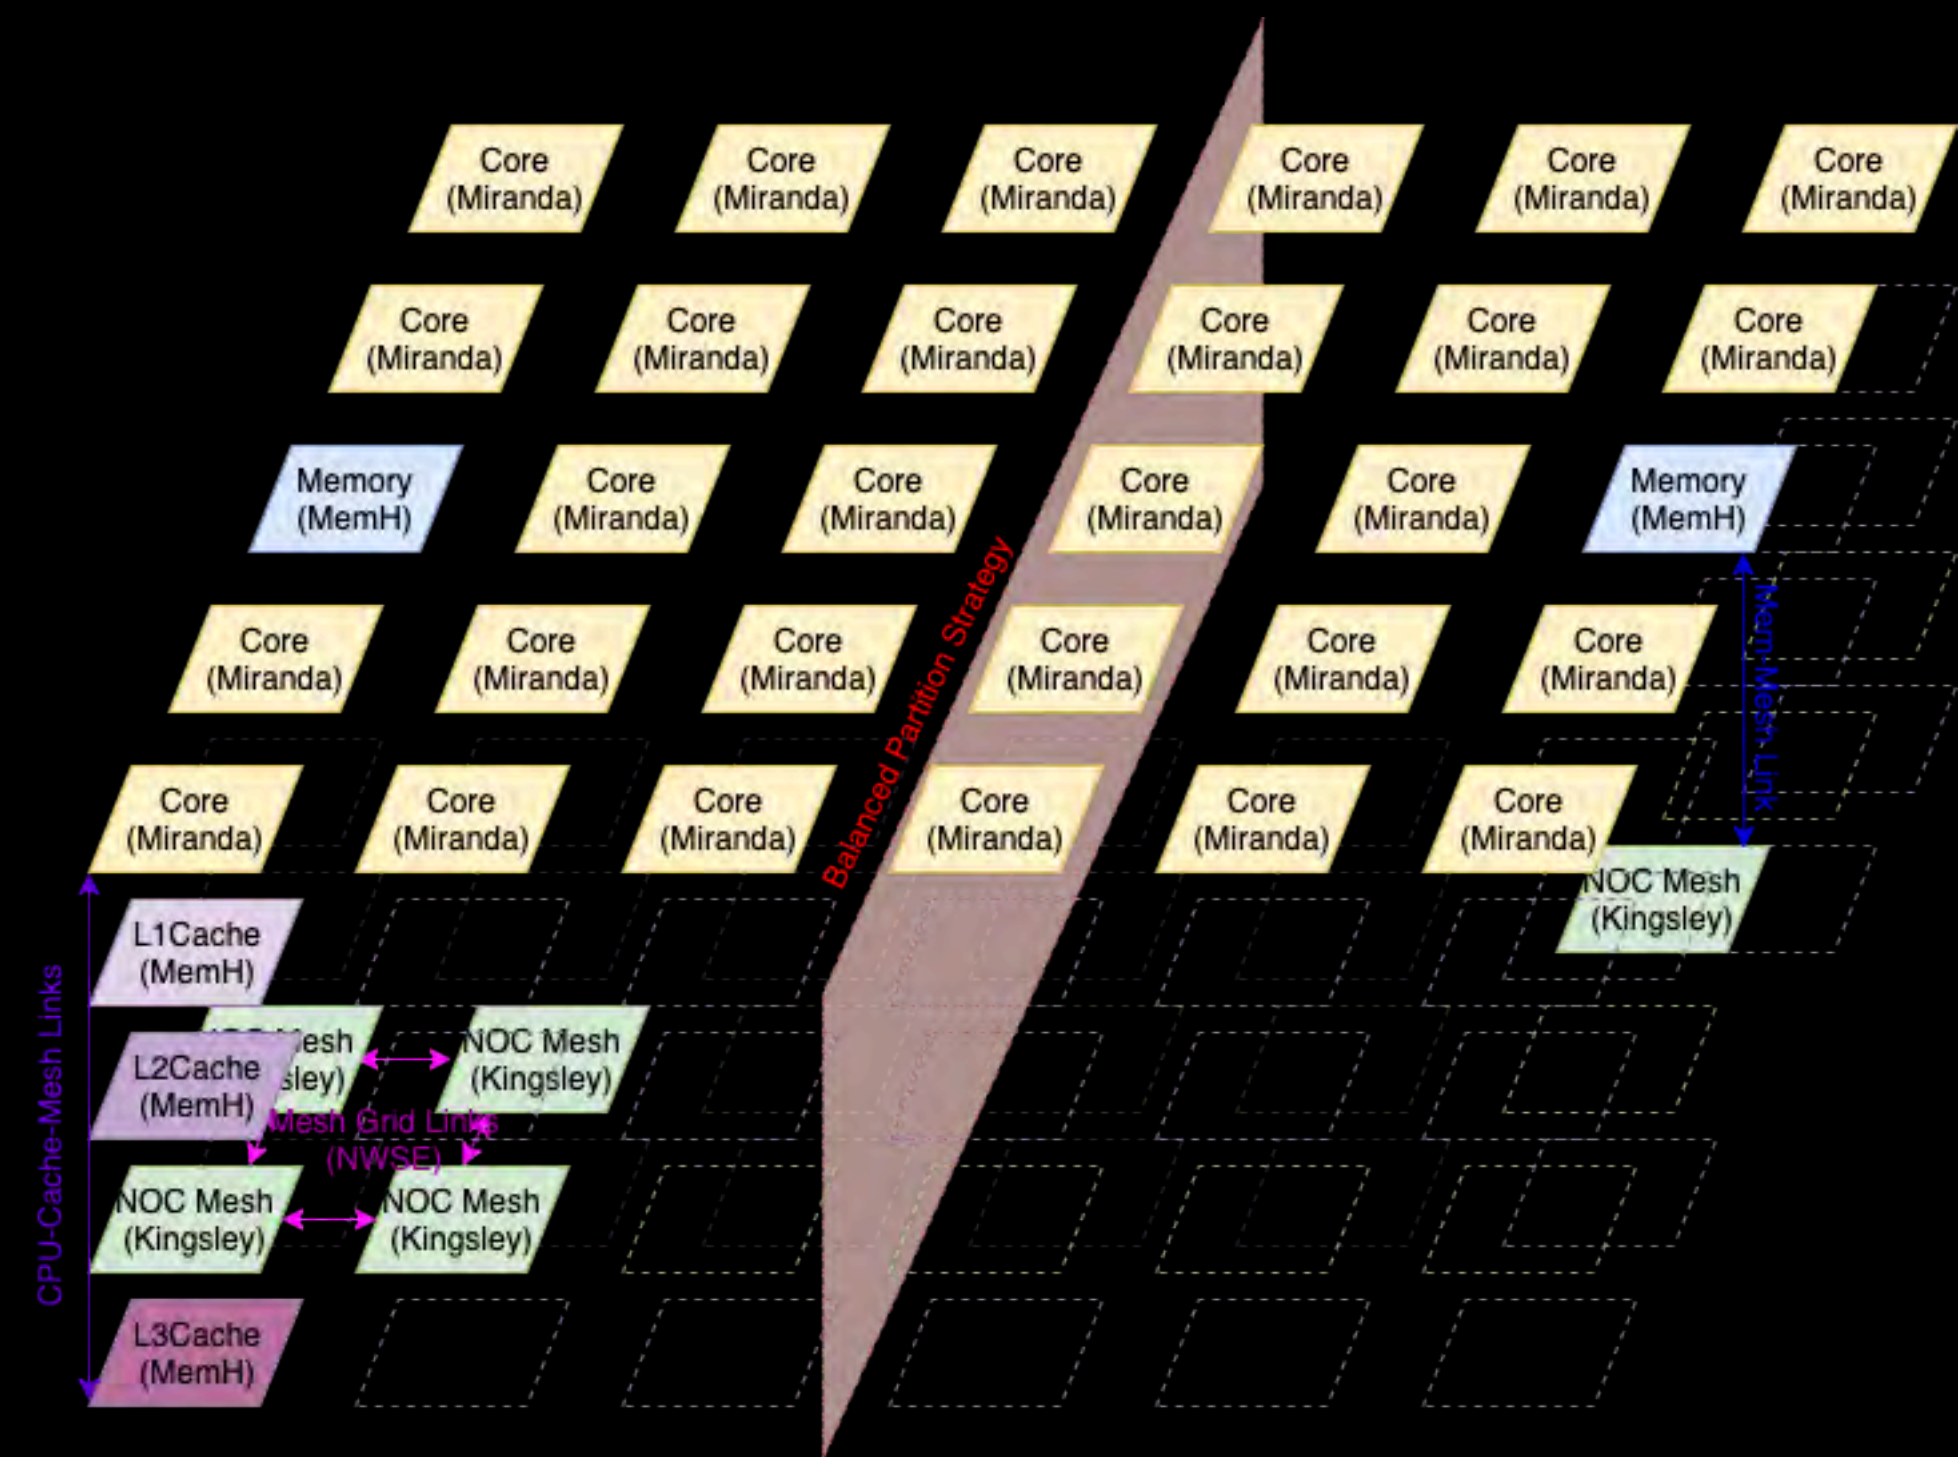 Core
(Miranda)
Core
(Miranda)
Core
(Miranda)
Core
(Miranda)
Core
(Miranda)
Core
(Miranda)
Core
(Miranda)
Core
(Miranda)
Core
(Miranda)
Core
(Miranda)
Core
(Miranda)
Core
(Miranda)
Memory
(MemH)
Core
(Miranda)
Core
(Miranda)
Core
(Miranda)
Core
(Miranda)
Memory
(MemH)
Balanced Partition Strategy
Mem-Mesh Link
Core
(Miranda)
Core
(Miranda)
Core
(Miranda)
Core
(Miranda)
Core
(Miranda)
Core
(Miranda)
Core
(Miranda)
Core
(Miranda)
Core
(Miranda)
Core
(Miranda)
Core
(Miranda)
Core
(Miranda)
NOC Mesh
(Kingsley)
CPU-Cache-Mesh Links
L1Cache
(MemH)
L2Cache
(MemH)
NOC Mesh
(Kingsley)
Mesh Grid Links
(NWSE)
NOC Mesh
(Kingsley)
NOC Mesh
(Kingsley)
L3Cache
(MemH)